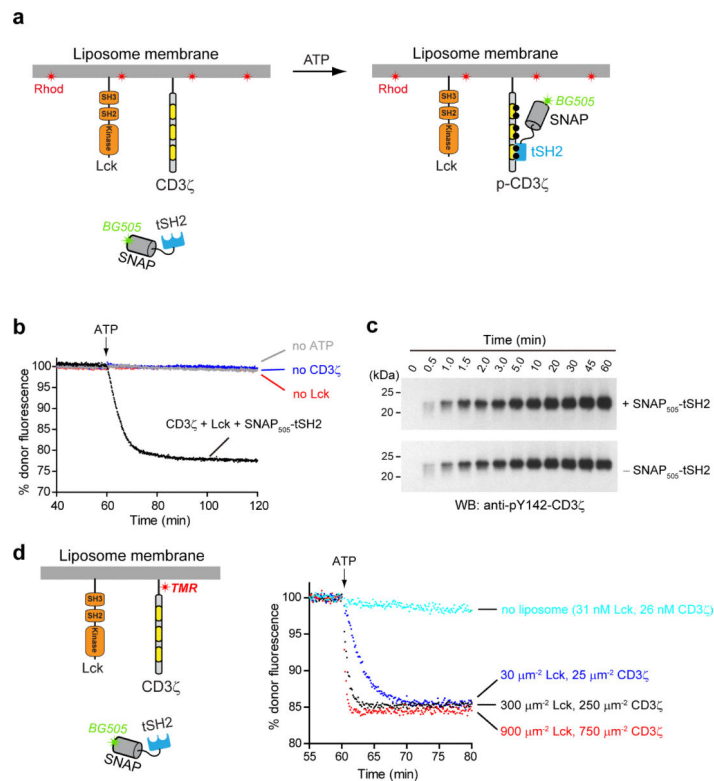 a
Liposome membrane
Rhod
SH3
SH2
Kinase
Lck
CD3ζ
BG505
tSH2
SNAP
ATP
Liposome membrane
Rhod
SH3
SH2
Kinase
Lck
BG505
SNAP
tSH2
p-CD3ζ
b
ATP
% donor fluorescence
100
95
90
85
80
75
no ATP
no CD3ζ
no Lck
CD3ζ + Lck + SNAP505-tSH2
40
60
80
100
120
Time (min)
c
Time (min)
(kDa)
0
0.5
1.0
1.5
2.0
3.0
5.0
10
20
30
45
60
25
20
+ SNAP505-tSH2
25
20
− SNAP505-tSH2
WB: anti-pY142-CD3ζ
d
Liposome membrane
TMR
SH3
SH2
Kinase
Lck
CD3ζ
BG505
tSH2
SNAP
ATP
% donor fluorescence
100
95
90
85
80
no liposome (31 nM Lck, 26 nM CD3ζ)
30 μm-2 Lck, 25 μm-2 CD3ζ
300 μm-2 Lck, 250 μm-2 CD3ζ
900 μm-2 Lck, 750 μm-2 CD3ζ
55
60
65
70
75
80
Time (min)